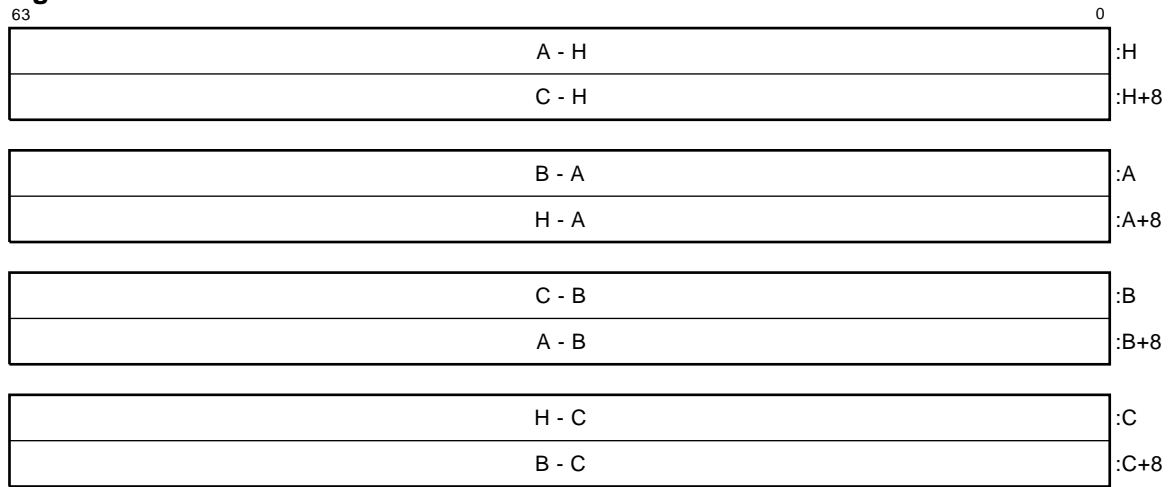 63 0
A - H :H
C - H :H+8
B - A :A
H - A :A+8
C - B :B
A - B :B+8
H - C :C
B - C :C+8